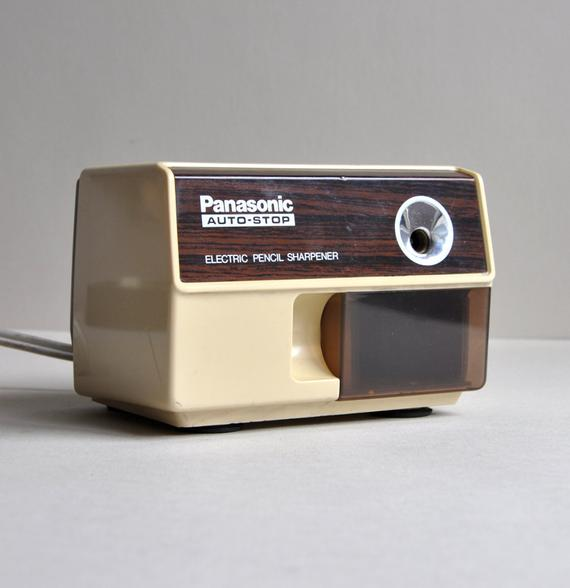 Panasonic
AUTO-STOP
ELECTRIC PENCIL SHARPENER